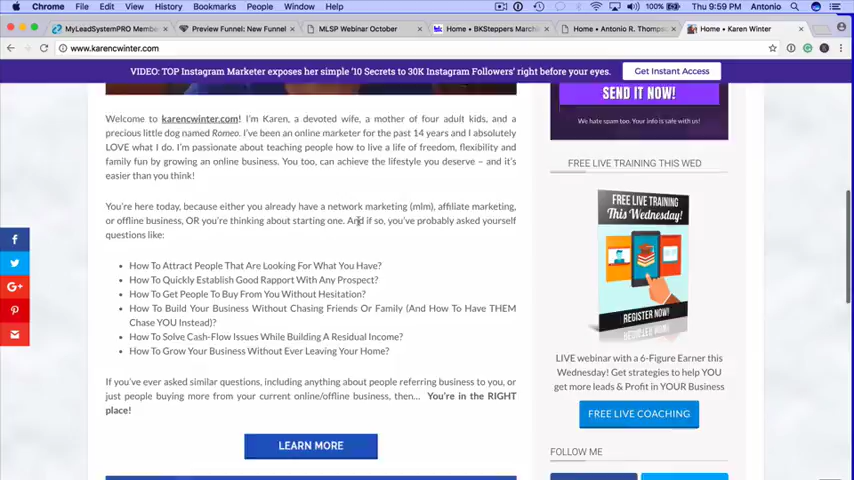 Chrome File Edit View History Bookmarks People Window Help 100% Thu 9:59 PM Antonio
MyLeadSystemPRO Membe
Preview Funnel: New Funnel
MLSP Webinar October
Home • BKSteppers Marchi
Home • Antonio R. Thomps
Home • Karen Winter
www.karencwinter.com
VIDEO: TOP Instagram Marketer exposes her simple '10 Secrets to 30K Instagram Followers' right before your eyes.
Get Instant Access
Welcome to karencwinter.com! I'm Karen, a devoted wife, a mother of four adult kids, and a
precious little dog named Romeo. I've been an online marketer for the past 14 years and I absolutely
LOVE what I do. I'm passionate about teaching people how to live a life of freedom, flexibility and
family fun by growing an online business. You too, can achieve the lifestyle you deserve – and it's
easier than you think!
You're here today, because either you already have a network marketing (mlm), affiliate marketing,
or offline business, OR you're thinking about starting one. And if so, you've probably asked yourself
questions like:
• How To Attract People That Are Looking For What You Have?
• How To Quickly Establish Good Rapport With Any Prospect?
• How To Get People To Buy From You Without Hesitation?
• How To Build Your Business Without Chasing Friends Or Family (And How To Have THEM
Chase YOU Instead)?
• How To Solve Cash-Flow Issues While Building A Residual Income?
• How To Grow Your Business Without Ever Leaving Your Home?
If you've ever asked similar questions, including anything about people referring business to you, or
just people buying more from your current online/offline business, then... You're in the RIGHT
place!
LEARN MORE
SEND IT NOW!
We hate spam too. Your info is safe with us!
FREE LIVE TRAINING THIS WED
FREE LIVE TRAINING
This Wednesday!
REGISTER NOW!
LIVE webinar with a 6-Figure Earner this
Wednesday! Get strategies to help YOU
get more leads & Profit in YOUR Business
FREE LIVE COACHING
FOLLOW ME